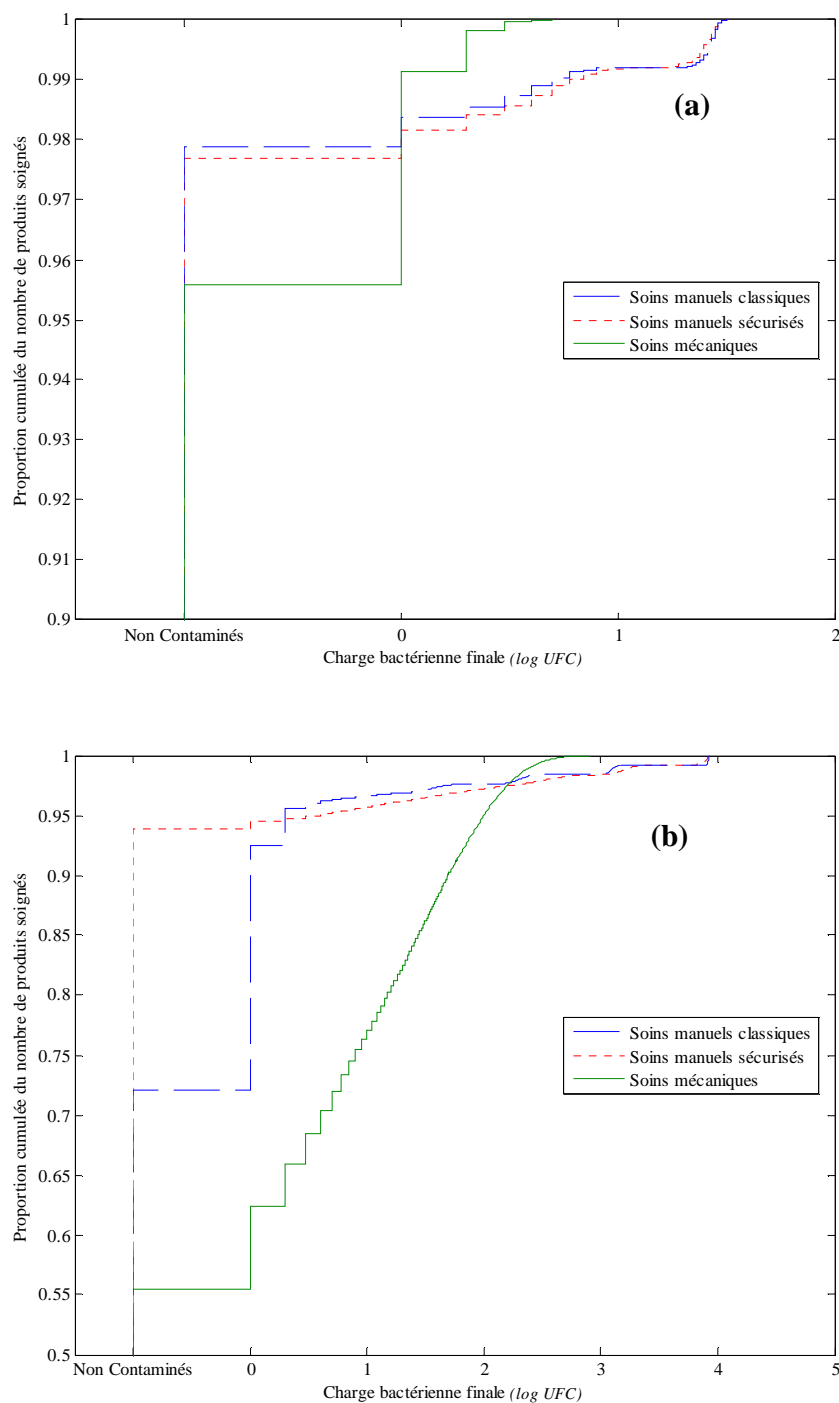 1
0.99
0.98
0.97
0.96
0.95
0.94
0.93
0.92
0.91
0.9
Proportion cumulée du nombre de produits soignés
(a)
Soins manuels classiques
Soins manuels sécurisés
Soins mécaniques
Non Contaminés
0
1
2
Charge bactérienne finale (log UFC)
1
0.95
0.9
0.85
0.8
0.75
0.7
0.65
0.6
0.55
0.5
Proportion cumulée du nombre de produits soignés
(b)
Soins manuels classiques
Soins manuels sécurisés
Soins mécaniques
Non Contaminés
0
1
2
3
4
5
Charge bactérienne finale (log UFC)